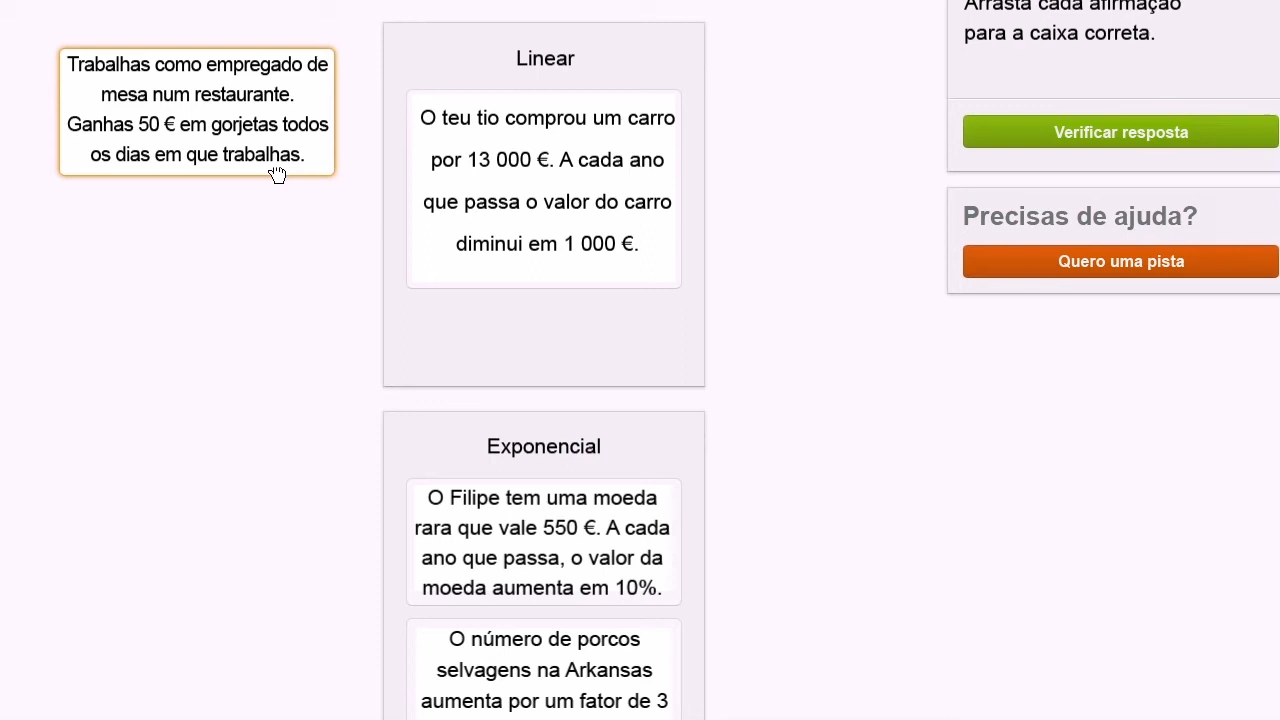 Arrasta cada afirmação
para a caixa correta.
Trabalhas como empregado de
mesa num restaurante.
Ganhas 50 € em gorjetas todos
os dias em que trabalhas.
Linear
O teu tio comprou um carro
por 13 000 €. A cada ano
que passa o valor do carro
diminui em 1 000 €.
Verificar resposta
Precisas de ajuda?
Quero uma pista
Exponencial
O Filipe tem uma moeda
rara que vale 550 €. A cada
ano que passa, o valor da
moeda aumenta em 10%.
O número de porcos
selvagens na Arkansas
aumenta por um fator de 3